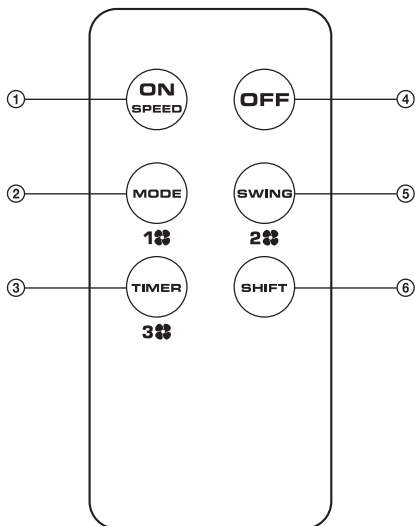 ① ON SPEED OFF ④
② MODE SWING ⑤
1 2
③ TIMER SHIFT ⑥
3